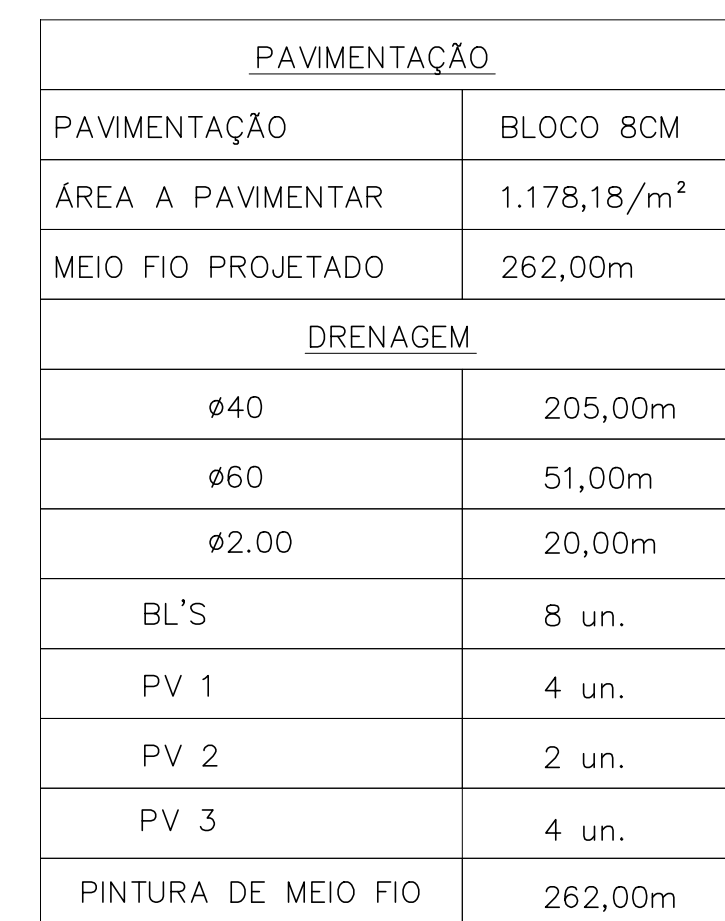 PAVIMENTAÇÃO
PAVIMENTAÇÃO BLOCO 8CM
ÁREA A PAVIMENTAR 1.178,18/m²
MEIO FIO PROJETADO 262,00m
DRENAGEM
ø40 205,00m
ø60 51,00m
ø2.00 20,00m
BL'S 8 un.
PV 1 4 un.
PV 2 2 un.
PV 3 4 un.
PINTURA DE MEIO FIO 262,00m